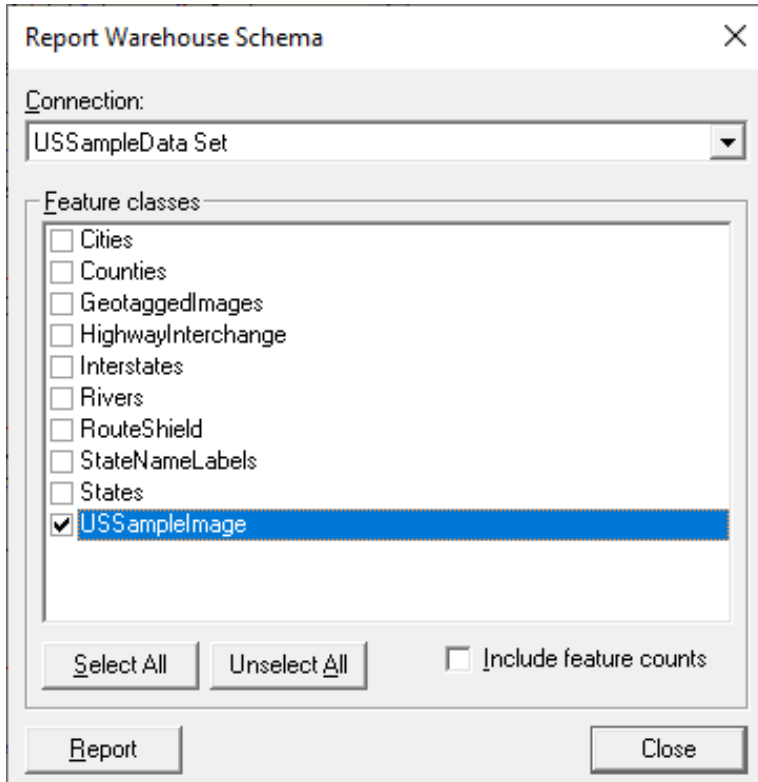 Report Warehouse Schema
Connection:
USSampleData Set
Feature classes
Cities
Counties
GeotaggedImages
HighwayInterchange
Interstates
Rivers
RouteShield
StateNameLabels
States
USSampleImage
Select All
Unselect All
Include feature counts
Report
Close